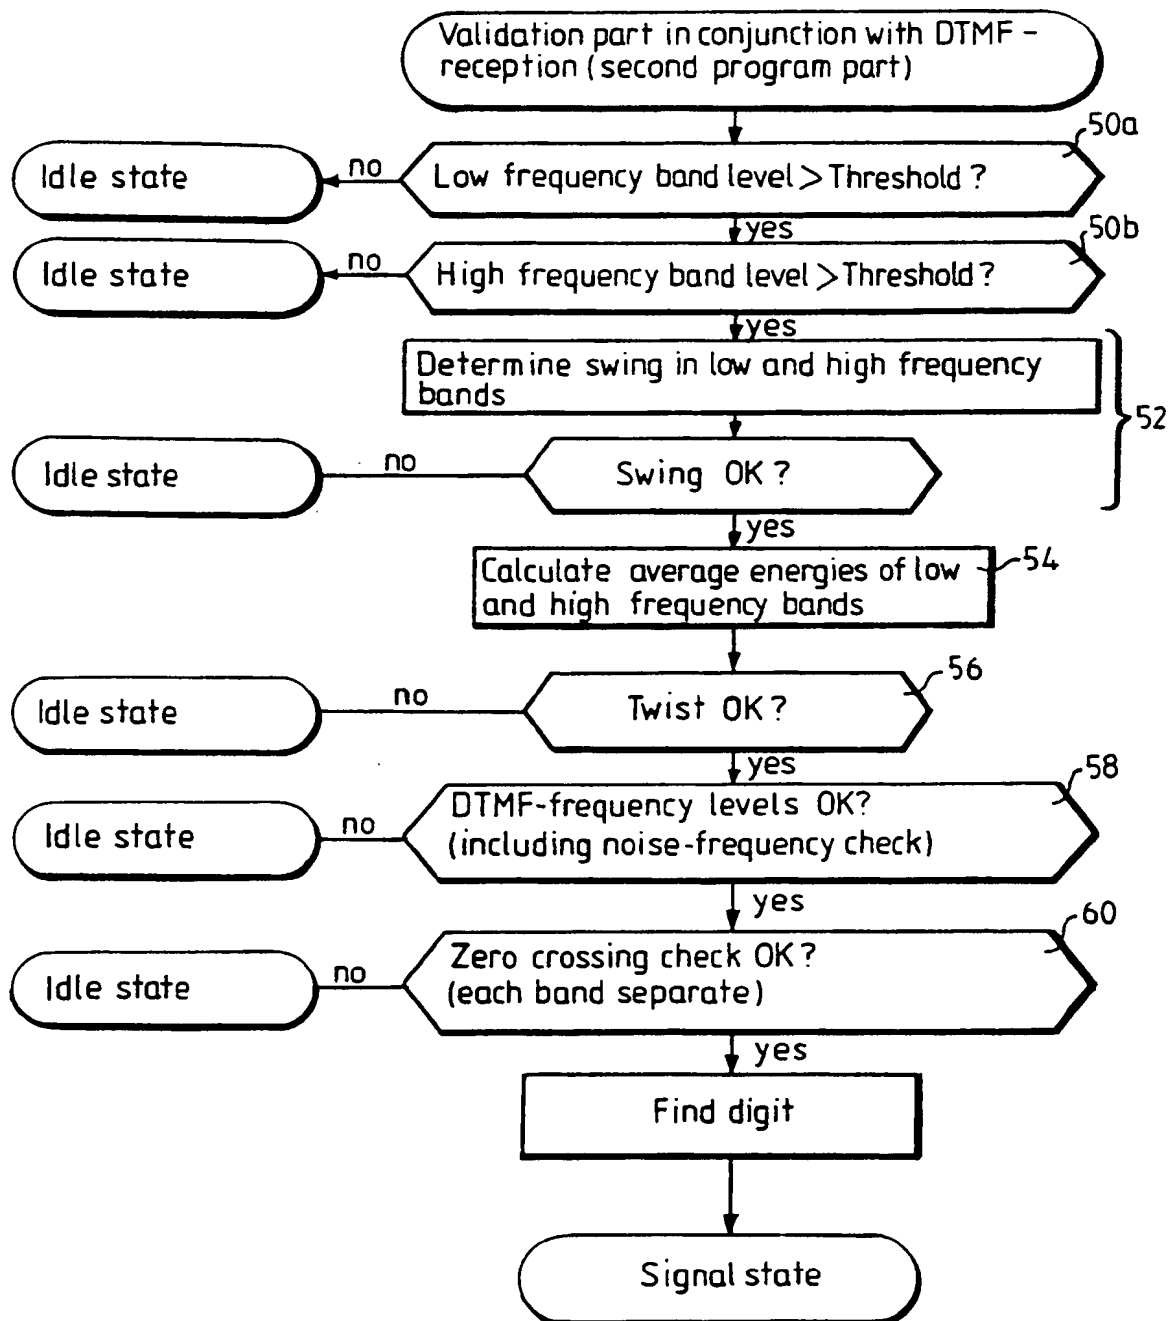 Validation part in conjunction with DTMF-
reception (second program part)
50a
Idle state
no
Low frequency band level > Threshold?
yes
50b
Idle state
no
High frequency band level > Threshold?
yes
Determine swing in low and high frequency
bands
52
Idle state
no
Swing OK?
yes
Calculate average energies of low
and high frequency bands
54
56
Idle state
no
Twist OK?
yes
58
DTMF-frequency levels OK?
(including noise-frequency check)
Idle state
no
yes
60
Zero crossing check OK?
(each band separate)
Idle state
no
yes
Find digit
Signal state